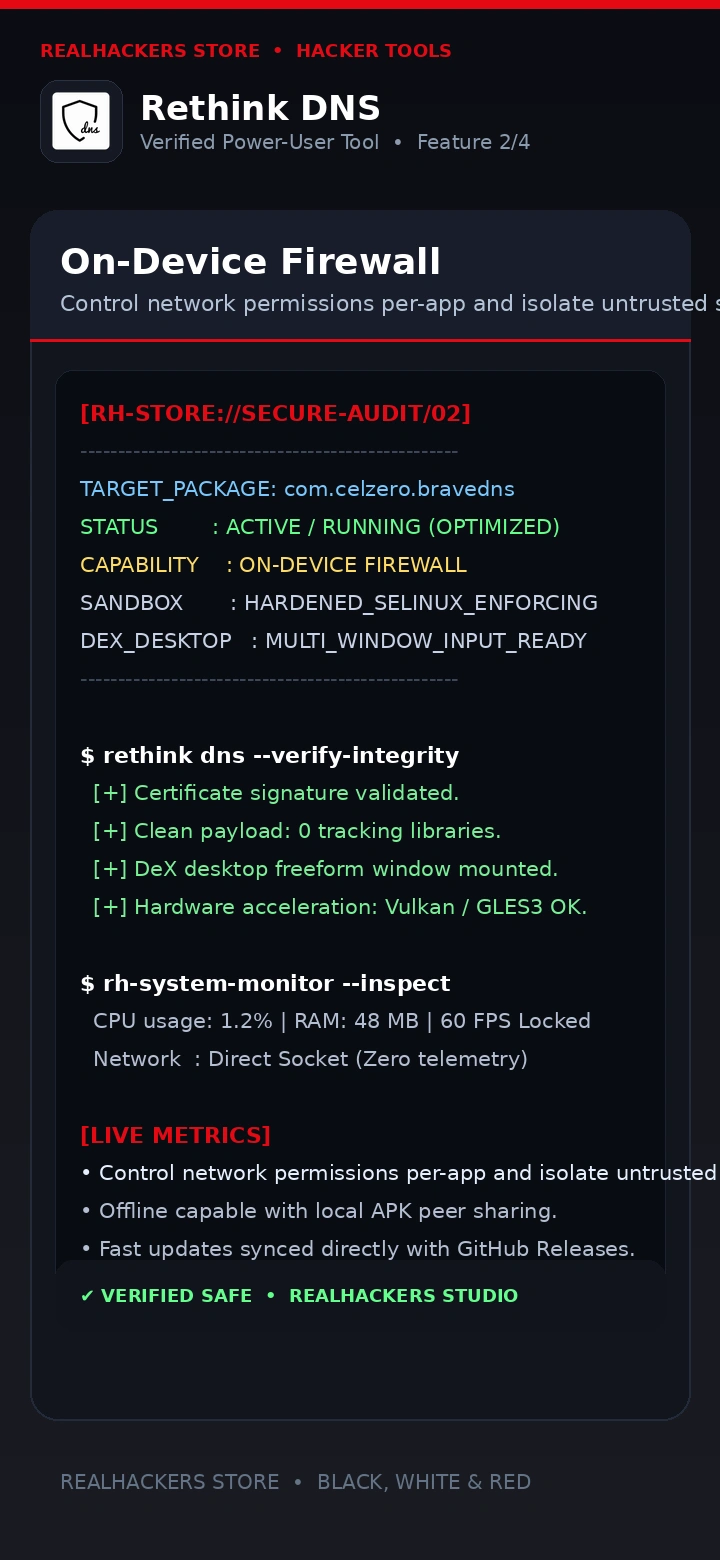 REALHACKERS STORE • HACKER TOOLS
dns
Rethink DNS
Verified Power-User Tool • Feature 2/4
On-Device Firewall
Control network permissions per-app and isolate untrusted s
[RH-STORE://SECURE-AUDIT/02]
--------------------------------------------------
TARGET_PACKAGE: com.celzero.bravedns
STATUS : ACTIVE / RUNNING (OPTIMIZED)
CAPABILITY : ON-DEVICE FIREWALL
SANDBOX : HARDENED_SELINUX_ENFORCING
DEX_DESKTOP : MULTI_WINDOW_INPUT_READY
--------------------------------------------------
$ rethink dns --verify-integrity
[+] Certificate signature validated.
[+] Clean payload: 0 tracking libraries.
[+] DeX desktop freeform window mounted.
[+] Hardware acceleration: Vulkan / GLES3 OK.
$ rh-system-monitor --inspect
CPU usage: 1.2% | RAM: 48 MB | 60 FPS Locked
Network : Direct Socket (Zero telemetry)
[LIVE METRICS]
• Control network permissions per-app and isolate untrusted
• Offline capable with local APK peer sharing.
• Fast updates synced directly with GitHub Releases.
✔ VERIFIED SAFE • REALHACKERS STUDIO
REALHACKERS STORE • BLACK, WHITE & RED